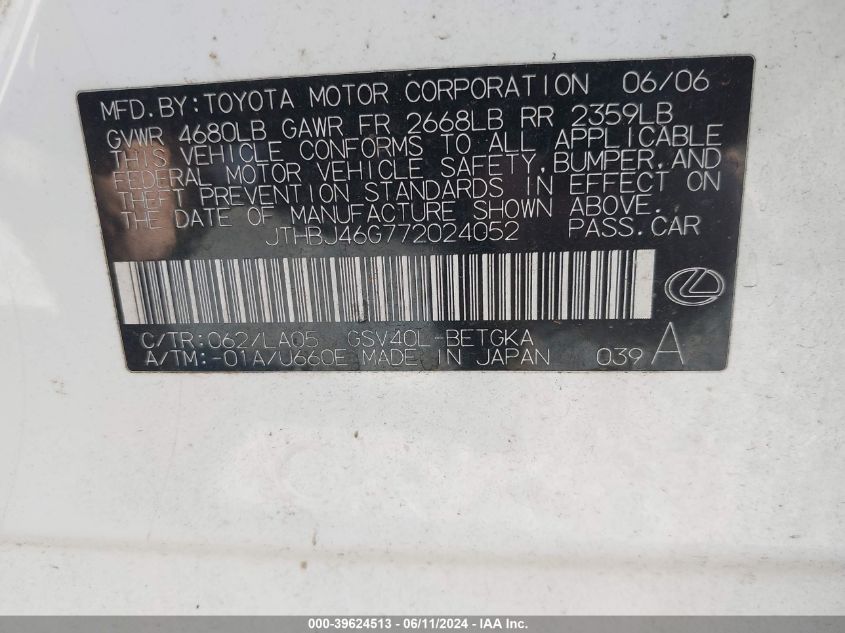 MFD.BY:TOYOTA MOTOR CORPORATION 06/06
GVWR 4680LB GAWR FR 2668LB RR 2359LB
THIS VEHICLE CONFORMS TO ALL APPLICABLE
FEDERAL MOTOR VEHICLE SAFETY,BUMPER,AND
THEFT PREVENTION STANDARDS IN EFFECT ON
THE DATE OF MANUFACTURE SHOWN ABOVE.
JTHBJ46G772024052 PASS.CAR
C/TR:062/LA05 GSV40L-BETGKA
A/TM:-01A/U660E MADE IN JAPAN 039 A
000-39624513 - 06/11/2024 - IAA Inc.